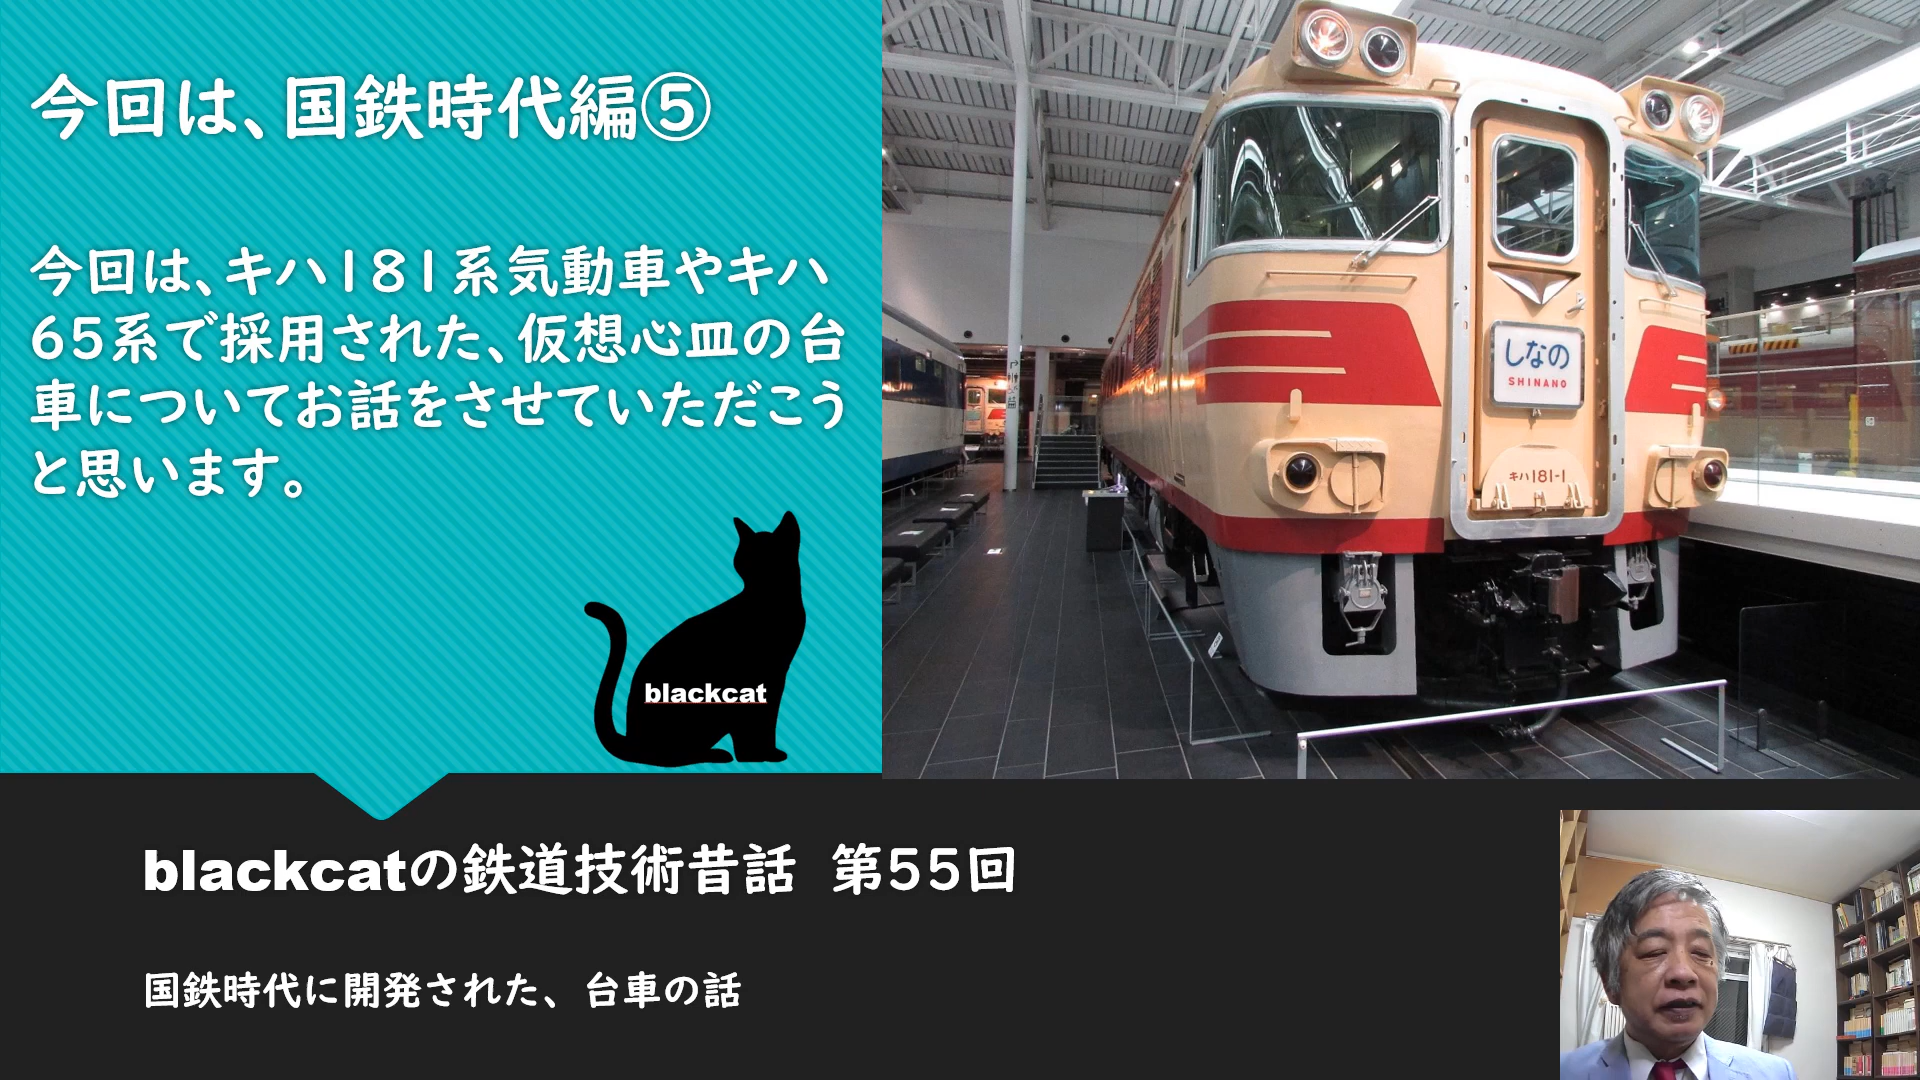 今回は、国鉄時代編⑤
今回は、キハ181系気動車やキハ
65系で採用された、仮想心皿の台
車についてお話をさせていただこう
と思います。
blackcat
しなの
SHINANO
キハ181-1
blackcatの鉄道技術昔話 第55回
国鉄時代に開発された、台車の話